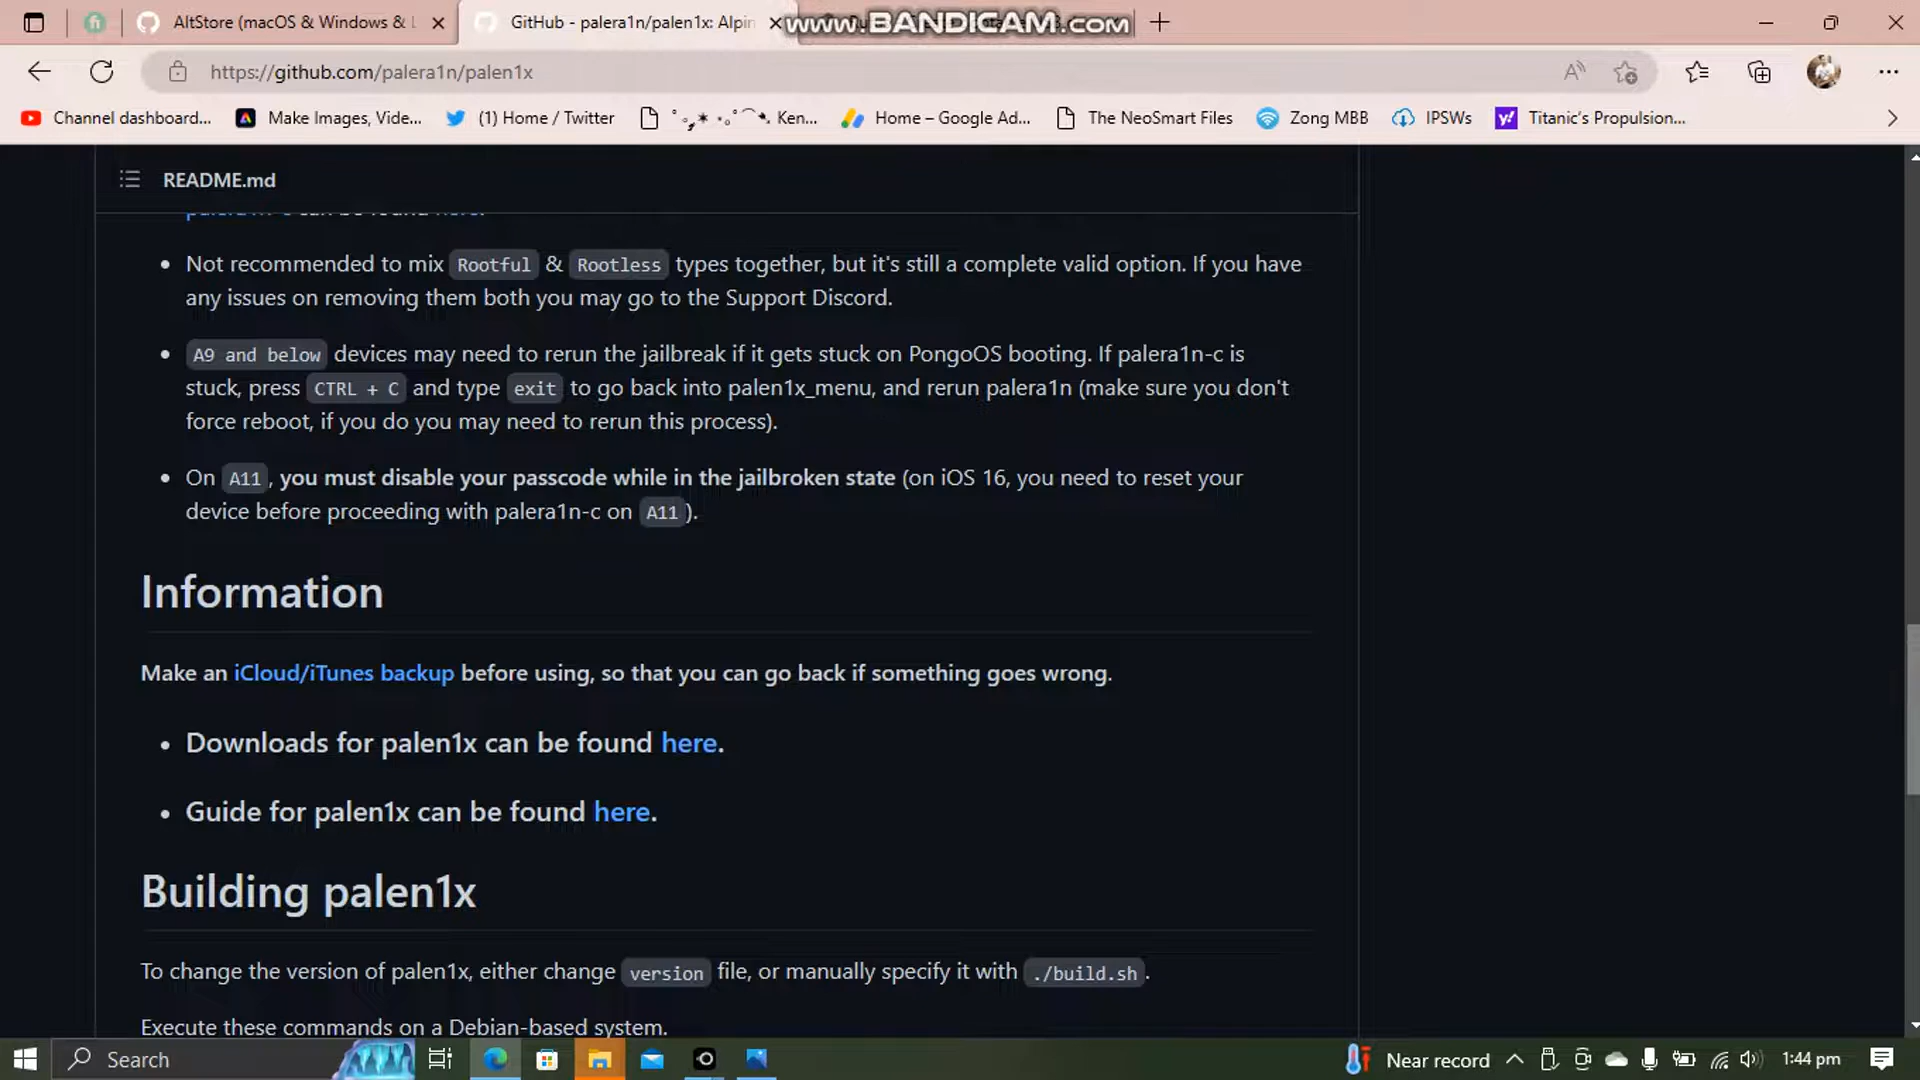 AltStore (macOS & Windows & L
GitHub - palera1n/palen1x: Alpin
www.BANDICAM.com
https://github.com/palera1n/palen1x
Channel dashboard...
Make Images, Vide...
(1) Home / Twitter
Ken...
Home – Google Ad...
The NeoSmart Files
Zong MBB
IPSWs
Titanic's Propulsion...
README.md
Not recommended to mix Rootful & Rootless types together, but it's still a complete valid option. If you have
any issues on removing them both you may go to the Support Discord.
A9 and below devices may need to rerun the jailbreak if it gets stuck on PongoOS booting. If palera1n-c is
stuck, press CTRL + C and type exit to go back into palen1x_menu, and rerun palera1n (make sure you don't
force reboot, if you do you may need to rerun this process).
On A11, you must disable your passcode while in the jailbroken state (on iOS 16, you need to reset your
device before proceeding with palera1n-c on A11).
Information
Make an iCloud/iTunes backup before using, so that you can go back if something goes wrong.
Downloads for palen1x can be found here.
Guide for palen1x can be found here.
Building palen1x
To change the version of palen1x, either change version file, or manually specify it with ./build.sh.
Execute these commands on a Debian-based system.
Search
Near record
1:44 pm